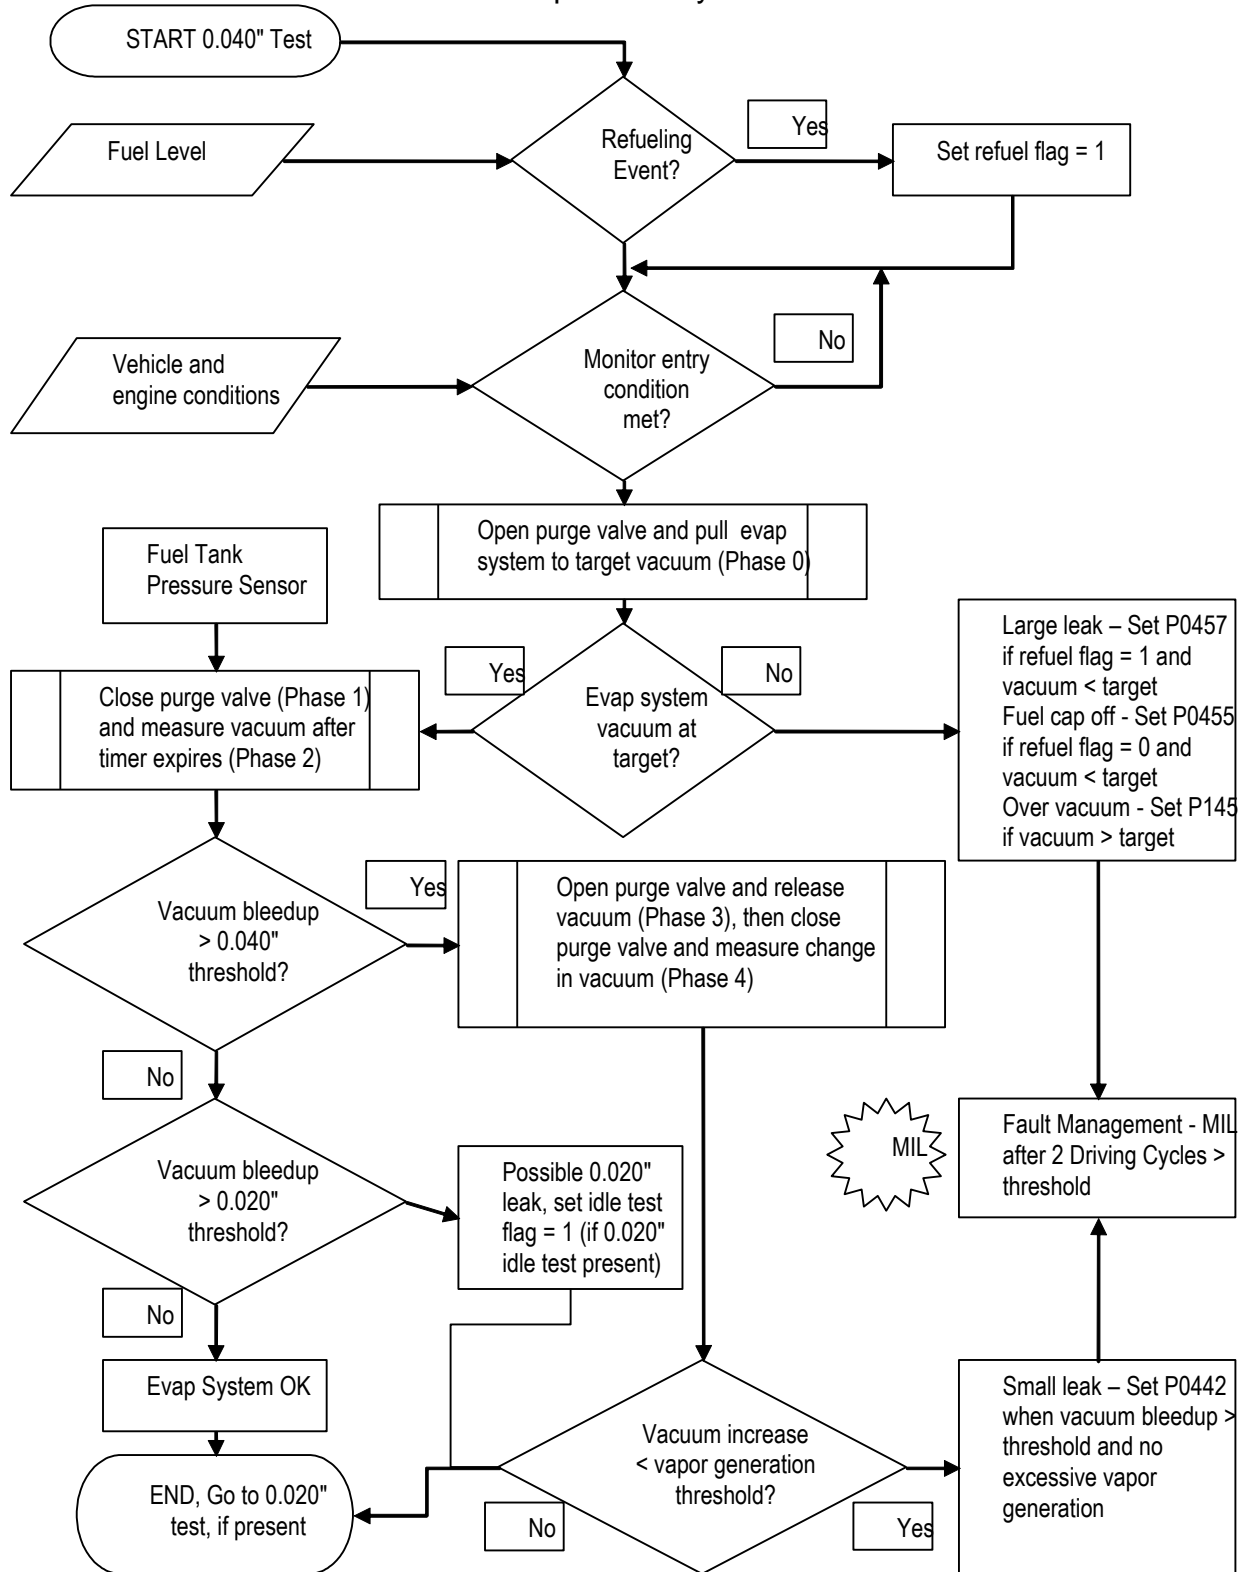 START 0.040" Test
Fuel Level
Refueling
Event?
Yes
Set refuel flag = 1
Vehicle and
engine conditions
Monitor entry
condition
met?
No
Open purge valve and pull evap
system to target vacuum (Phase 0)
Fuel Tank
Pressure Sensor
Close purge valve (Phase 1)
and measure vacuum after
timer expires (Phase 2)
Yes
Evap system
vacuum at
target?
No
Large leak – Set P0457
if refuel flag = 1 and
vacuum < target
Fuel cap off - Set P0455
if refuel flag = 0 and
vacuum < target
Over vacuum - Set P145
if vacuum > target
Vacuum bleedup
> 0.040"
threshold?
Yes
Open purge valve and release
vacuum (Phase 3), then close
purge valve and measure change
in vacuum (Phase 4)
No
Vacuum bleedup
> 0.020"
threshold?
Possible 0.020"
leak, set idle test
flag = 1 (if 0.020"
idle test present)
MIL
Fault Management - MIL
after 2 Driving Cycles >
threshold
No
Evap System OK
END, Go to 0.020"
test, if present
Vacuum increase
< vapor generation
threshold?
No
Yes
Small leak – Set P0442
when vacuum bleedup >
threshold and no
excessive vapor
generation